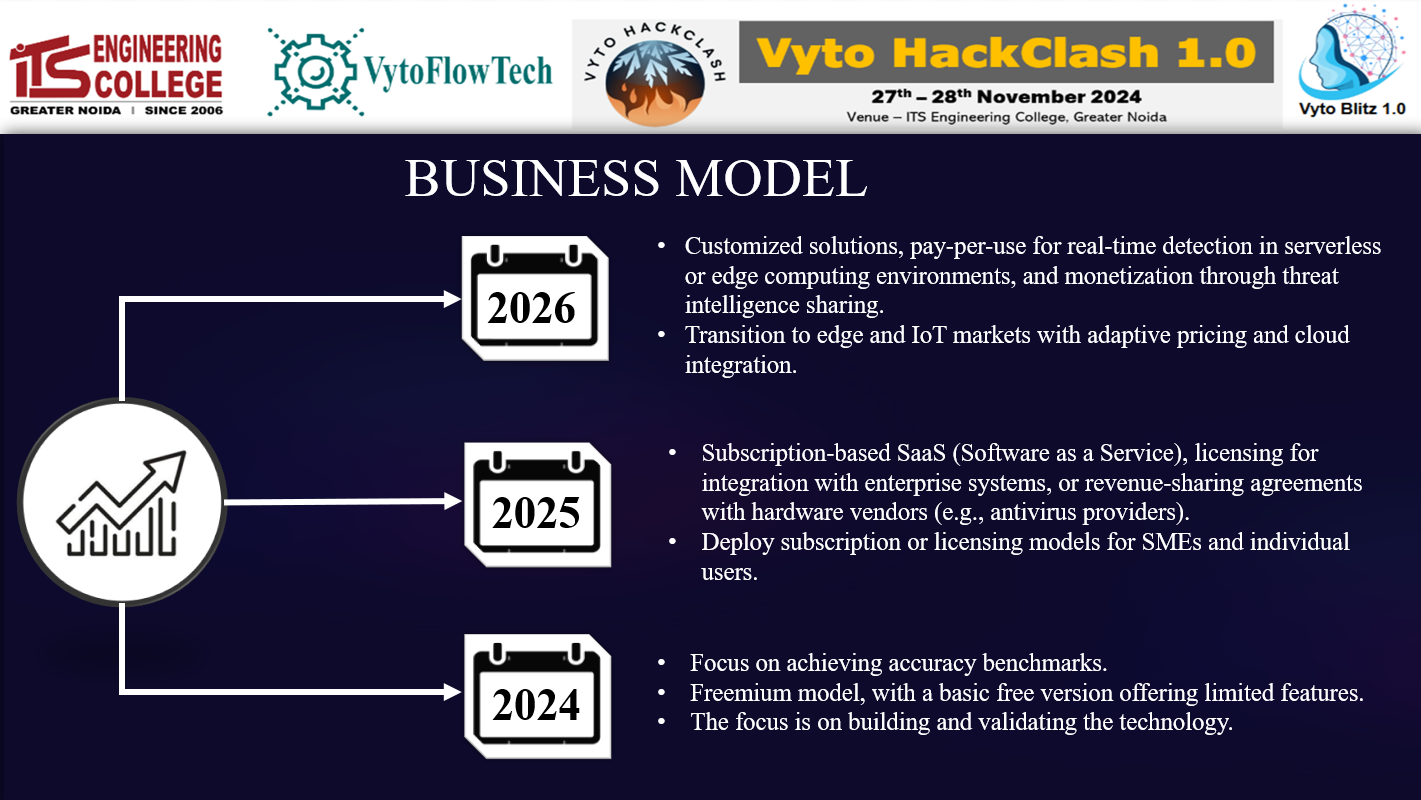 ITS ENGINEERING
COLLEGE
GREATER NOIDA | SINCE 2006
VytoFlowTech
VYTO HACKCLASH
Vyto HackClash 1.0
27th – 28th November 2024
Venue – ITS Engineering College, Greater Noida
Vyto Blitz 1.0
BUSINESS MODEL
2026
• Customized solutions, pay-per-use for real-time detection in serverless
or edge computing environments, and monetization through threat
intelligence sharing.
• Transition to edge and IoT markets with adaptive pricing and cloud
integration.
2025
• Subscription-based SaaS (Software as a Service), licensing for
integration with enterprise systems, or revenue-sharing agreements
with hardware vendors (e.g., antivirus providers).
• Deploy subscription or licensing models for SMEs and individual
users.
2024
• Focus on achieving accuracy benchmarks.
• Freemium model, with a basic free version offering limited features.
• The focus is on building and validating the technology.